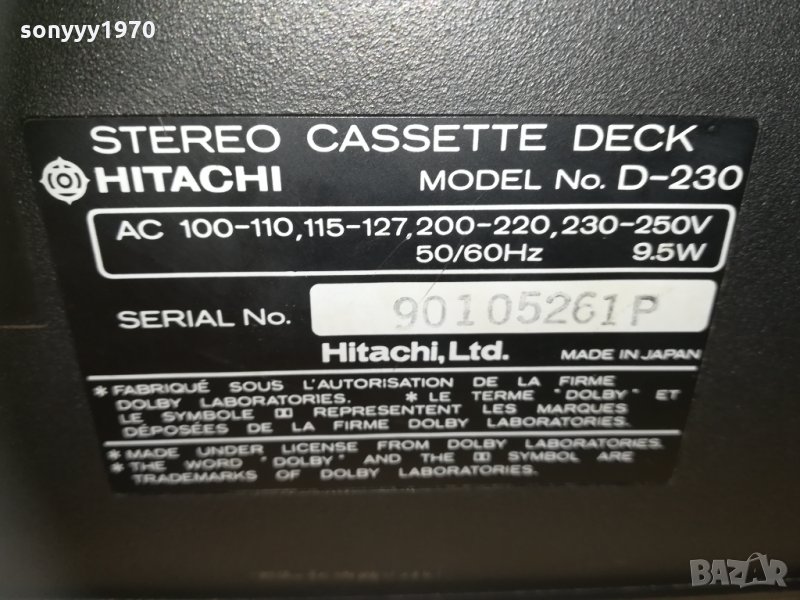 sonyyy1970
STEREO CASSETTE DECK
HITACHI MODEL No. D-230
AC 100-110, 115-127, 200-220, 230-250V
50/60Hz 9.5W
SERIAL No. 90105261P
Hitachi, Ltd. MADE IN JAPAN
* FABRIQUÉ SOUS L'AUTORISATION DE LA FIRME
DOLBY LABORATORIES. * LE TERME "DOLBY" ET
LE SYMBOLE REPRESENTENT LES MARQUES
DÉPOSÉES DE LA FIRME DOLBY LABORATORIES.
* MADE UNDER LICENSE FROM DOLBY LABORATORIES.
* THE WORD "DOLBY" AND THE SYMBOL ARE
TRADEMARKS OF DOLBY LABORATORIES.
BAZAR